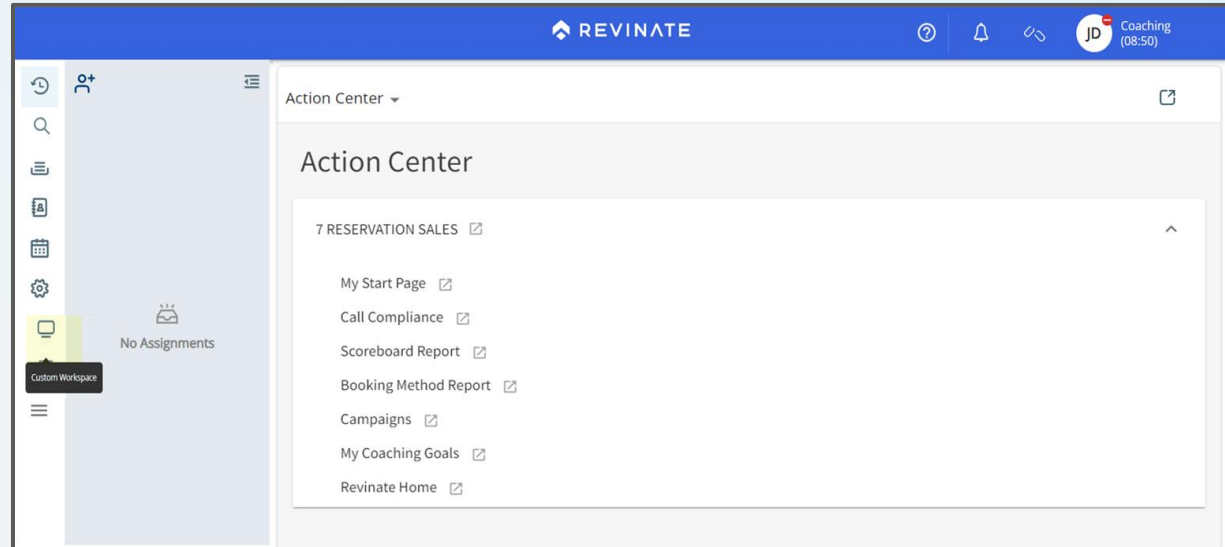 REVINATE
JD
Coaching
(08:50)
Action Center
Action Center
7 RESERVATION SALES
My Start Page
Call Compliance
Scoreboard Report
No Assignments
Custom Workspace
Booking Method Report
Campaigns
My Coaching Goals
Revinate Home